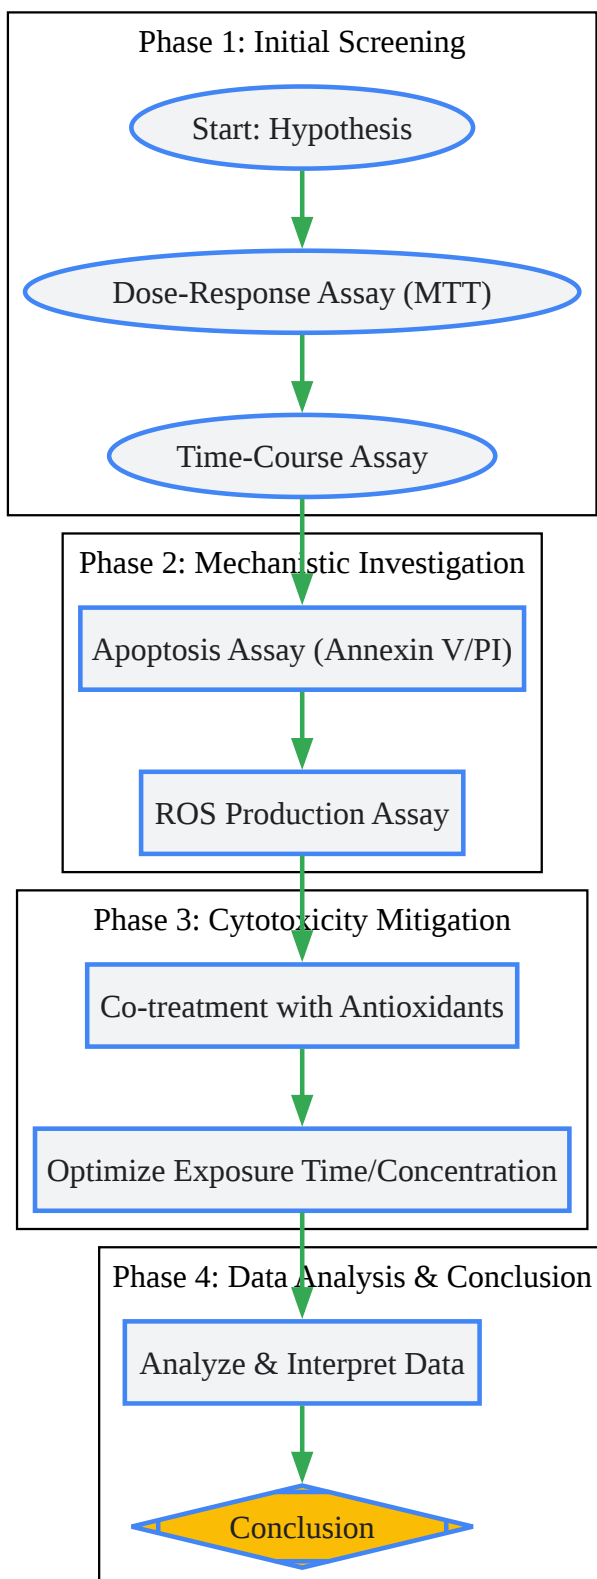 Phase 1: Initial Screening
Start: Hypothesis
Dose-Response Assay (MTT)
Time-Course Assay
Phase 2: Mechanistic Investigation
Apoptosis Assay (Annexin V/PI)
ROS Production Assay
Phase 3: Cytotoxicity Mitigation
Co-treatment with Antioxidants
Optimize Exposure Time/Concentration
Phase 4: Data Analysis & Conclusion
Analyze & Interpret Data
Conclusion